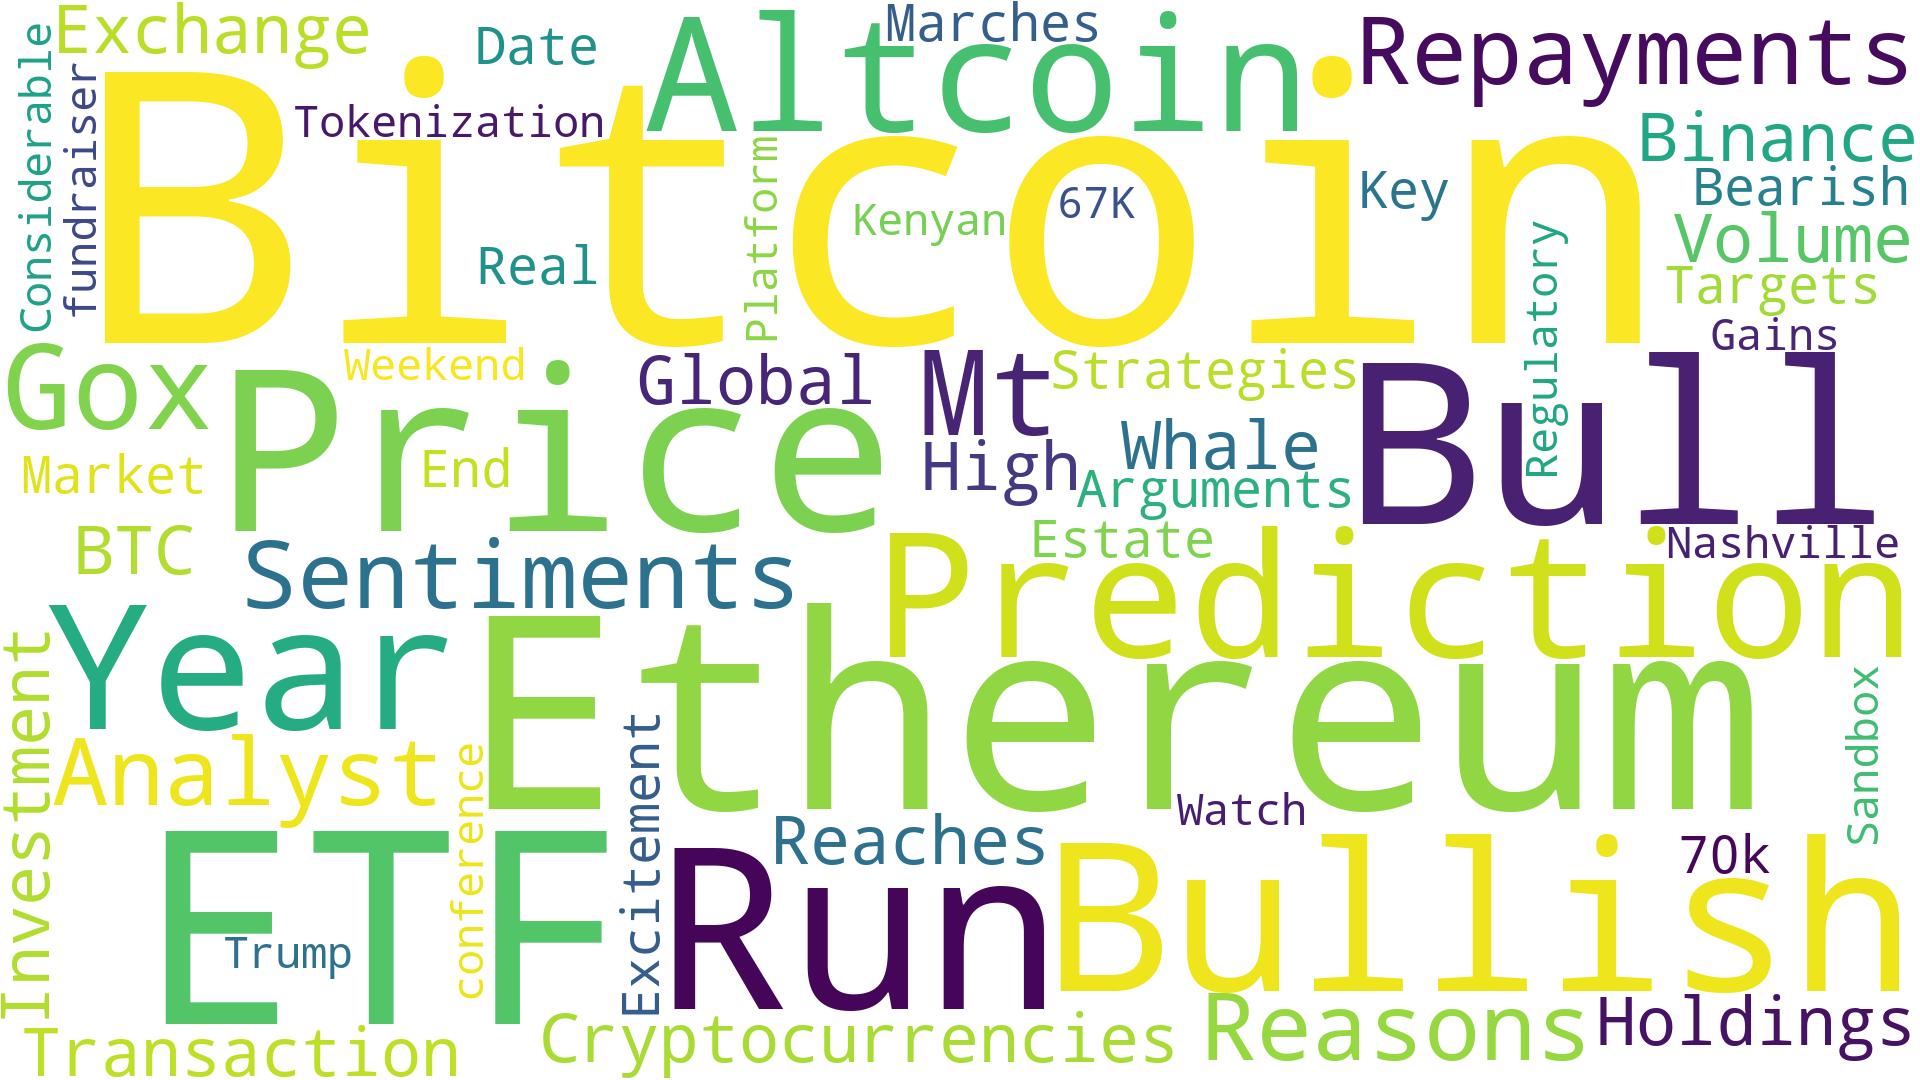 Exchange
Date
Marches
Altcoin
Repayments
Considerable
fundraiser
Bitcoin
Tokenization
Platform
Kenyan
67K
Key
Binance
Bearish
Real
Regulatory
Volume
Targets
Gains
Gox
Weekend
Price
Global
Mt
Strategies
Bull
Market
End
High
Whale
Arguments
BTC
Sentiments
Estate
Prediction
Nashville
Year
Ethereum
Investment
Analyst
conference
Excitement
Watch
Sandbox
ETF
Trump
Run
Reaches
Bullish
70k
Transaction
Cryptocurrencies
Reasons
Holdings